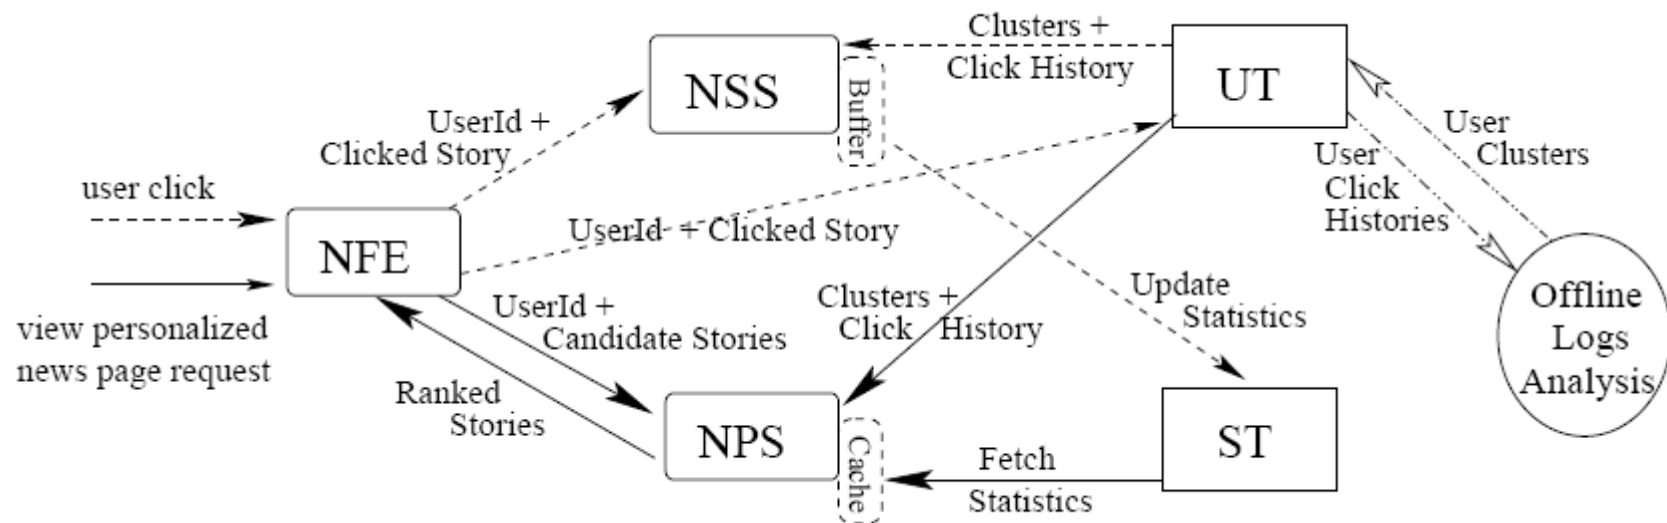 Clusters +
Click History
NSS
Buffer
UT
UserId +
Clicked Story
User
Clusters
User
Click
Histories
user click
UserId + Clicked Story
NFE
view personalized
news page request
UserId +
Candidate Stories
Clusters +
Click History
Update
Statistics
Offline
Logs
Analysis
Ranked
Stories
NPS
Cache
Fetch
Statistics
ST